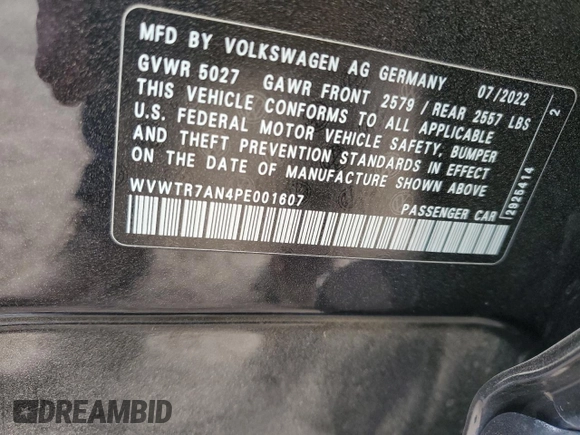 MFD BY VOLKSWAGEN AG GERMANY 07/2022
GVWR 5027 GAWR FRONT 2579 / REAR 2557 LBS
THIS VEHICLE CONFORMS TO ALL APPLICABLE
U.S. FEDERAL MOTOR VEHICLE SAFETY, BUMPER
AND THEFT PREVENTION STANDARDS IN EFFECT
ON THE DATE OF MANUFACTURE SHOWN ABOVE
WVWTR7AN4PE001607 PASSENGER CAR
12926414 2
DREAMBID